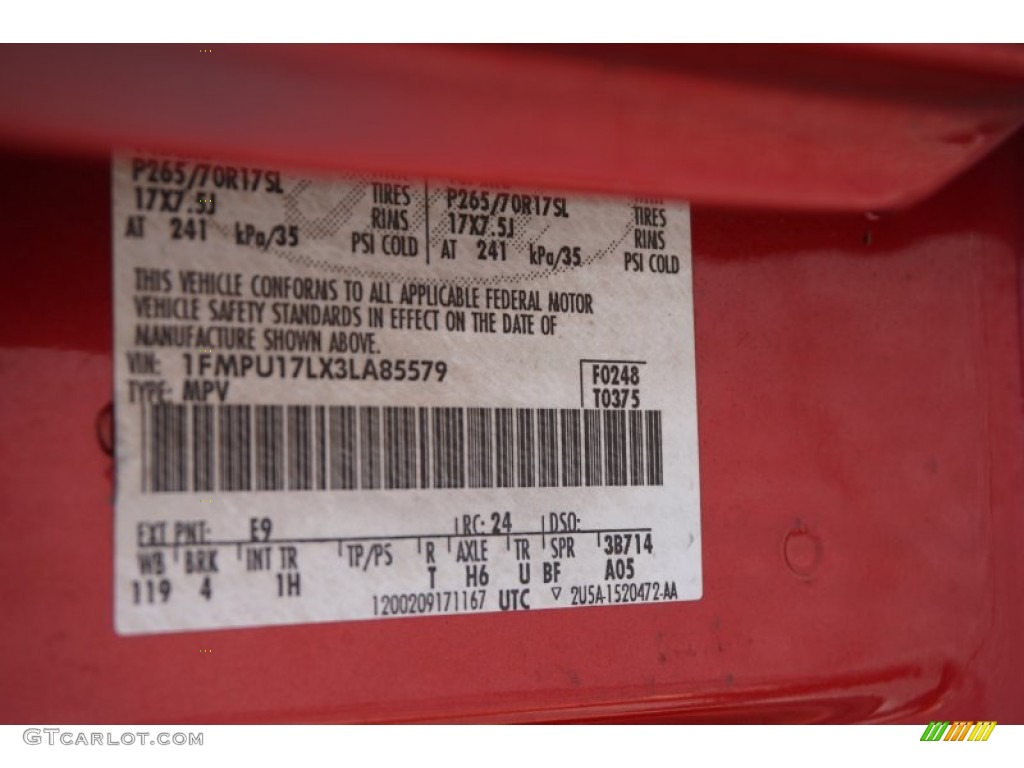 P265/70R17SL TIRES P265/70R17SL TIRES
17X7.5J RINS 17X7.5J RINS
AT 241 kPa/35 PSI COLD AT 241 kPa/35 PSI COLD
THIS VEHICLE CONFORMS TO ALL APPLICABLE FEDERAL MOTOR
VEHICLE SAFETY STANDARDS IN EFFECT ON THE DATE OF
MANUFACTURE SHOWN ABOVE.
VIN: 1FMPU17LX3LA85579
TYPE: MPV
F0248
T0375
EXT PNT: E9 RC: 24 DSO:
WB BRK INT TR TP/PS R AXLE TR SPR 3B714
119 4 1H T H6 U BF A05
1200209171167 UTC ▽ 2U5A-1520472-AA
GTCARLOT.COM